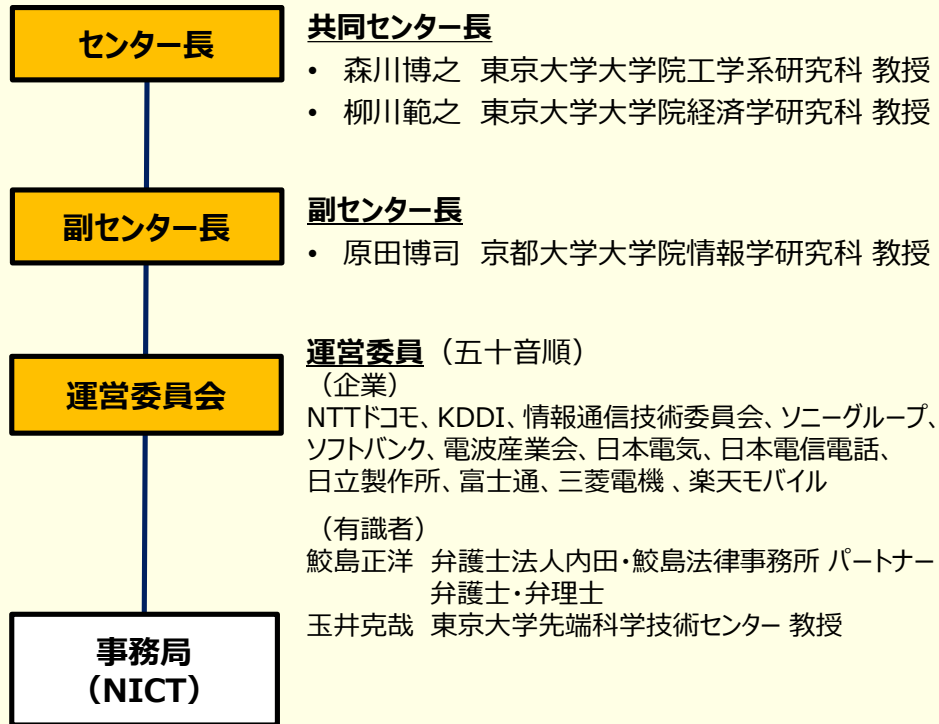 センター長
共同センター長
• 森川博之 東京大学大学院工学系研究科 教授
• 柳川範之 東京大学大学院経済学研究科 教授
副センター長
副センター長
• 原田博司 京都大学大学院情報学研究科 教授
運営委員会
運営委員（五十音順）
（企業）
NTTドコモ、KDDI、情報通信技術委員会、ソニーグループ、
ソフトバンク、電波産業会、日本電気、日本電信電話、
日立製作所、富士通、三菱電機 、楽天モバイル
（有識者）
鮫島正洋 弁護士法人内田・鮫島法律事務所 パートナー
弁護士・弁理士
玉井克哉 東京大学先端科学技術センター 教授
事務局
（NICT）